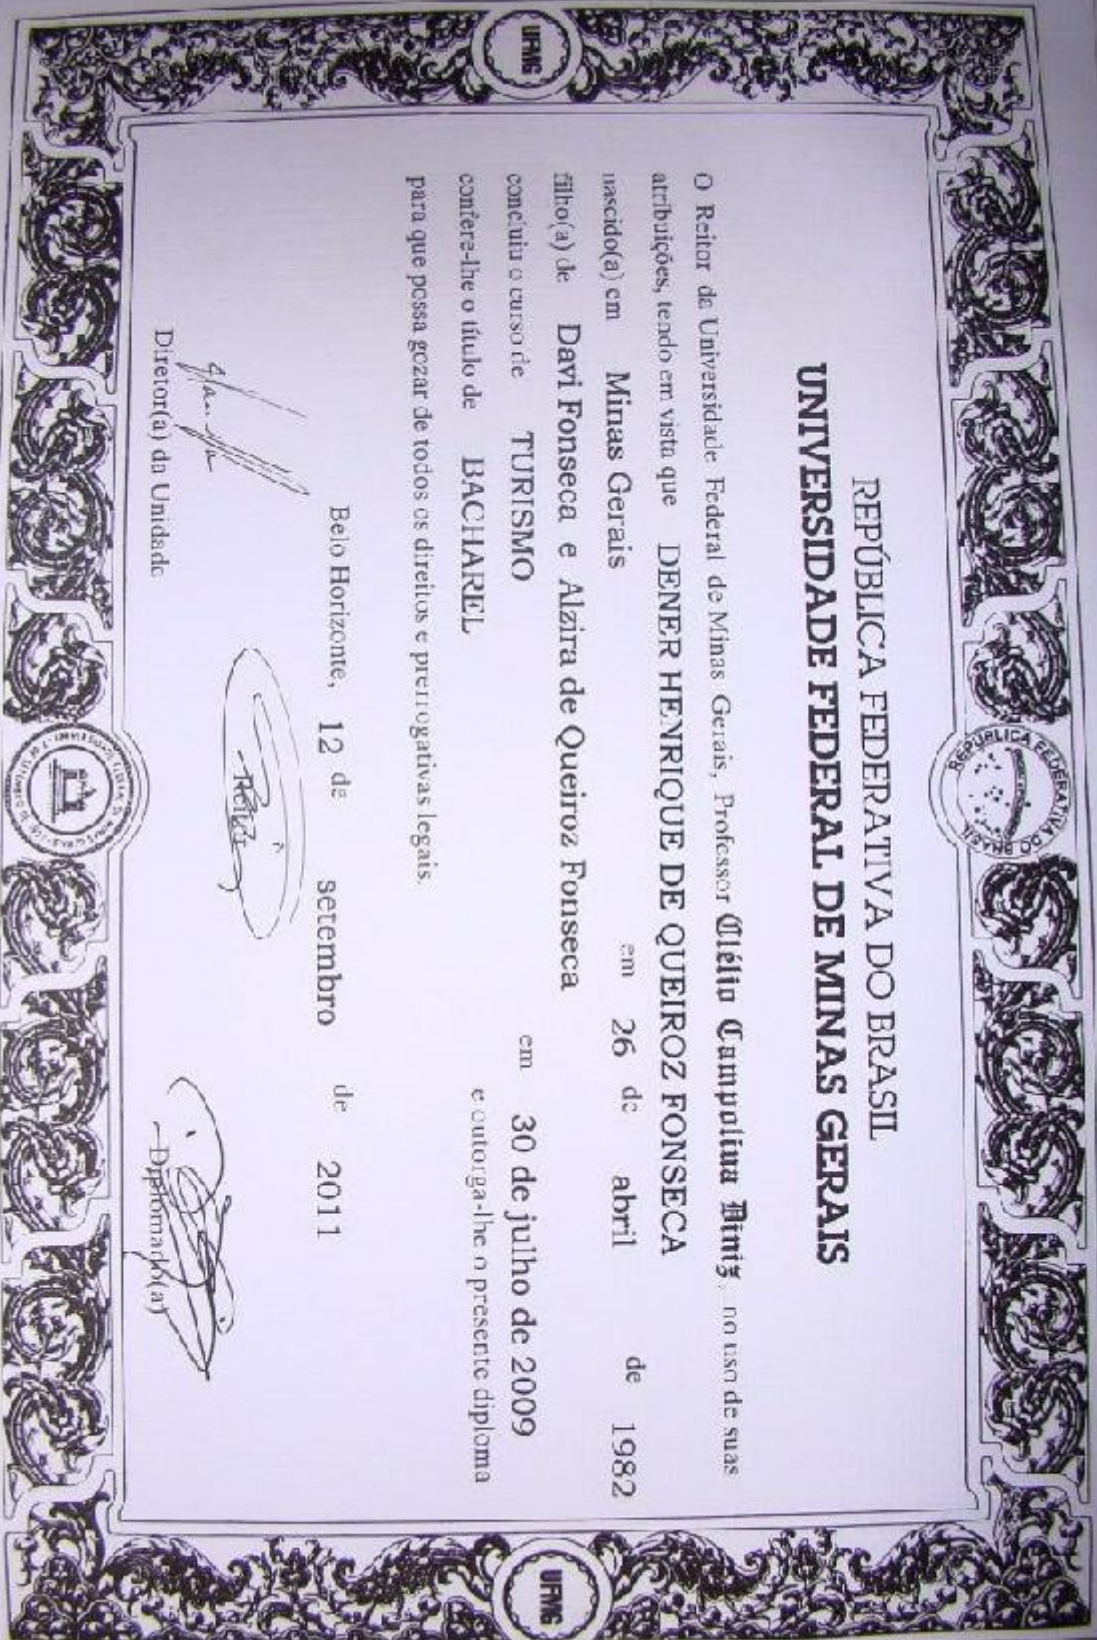 UFMG
UFMG
REPÚBLICA FEDERATIVA DO BRASIL
REPÚBLICA FEDERATIVA DO BRASIL
UNIVERSIDADE FEDERAL DE MINAS GERAIS
O Reitor da Universidade Federal de Minas Gerais, Professor Clélio Campolina Diniz, no uso de suas
atribuições, tendo em vista que DENER HENRIQUE DE QUEIROZ FONSECA
nascido(a) em Minas Gerais em 26 de abril de 1982
filho(a) de Davi Fonseca e Alzira de Queiroz Fonseca
concluiu o curso de TURISMO em 30 de julho de 2009
confere-lhe o título de BACHAREL e outorga-lhe o presente diploma
para que possa gozar de todos os direitos e prerrogativas legais.
Belo Horizonte, 12 de setembro de 2011
Diretor(a) da Unidade
Reitor
Diplomado(a)